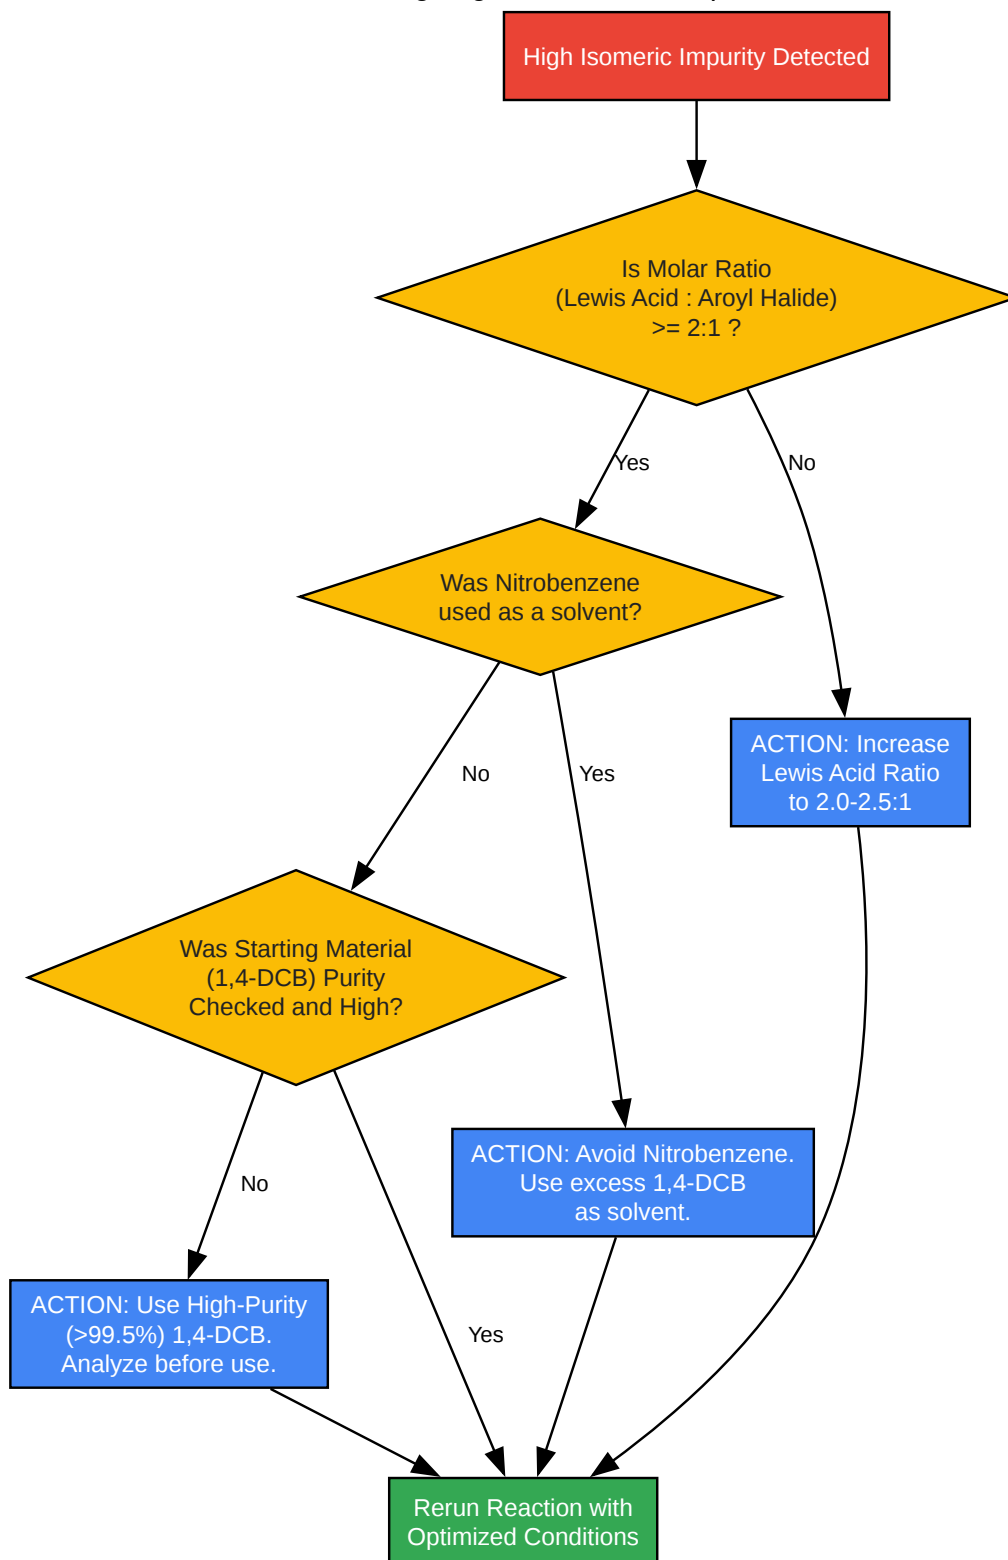 High Isomeric Impurity Detected
Is Molar Ratio
(Lewis Acid : Aroyl Halide)
>= 2:1 ?
Yes
No
Was Nitrobenzene
used as a solvent?
No
Yes
ACTION: Increase
Lewis Acid Ratio
to 2.0-2.5:1
Was Starting Material
(1,4-DCB) Purity
Checked and High?
No
Yes
ACTION: Avoid Nitrobenzene.
Use excess 1,4-DCB
as solvent.
ACTION: Use High-Purity
(>99.5%) 1,4-DCB.
Analyze before use.
Rerun Reaction with
Optimized Conditions